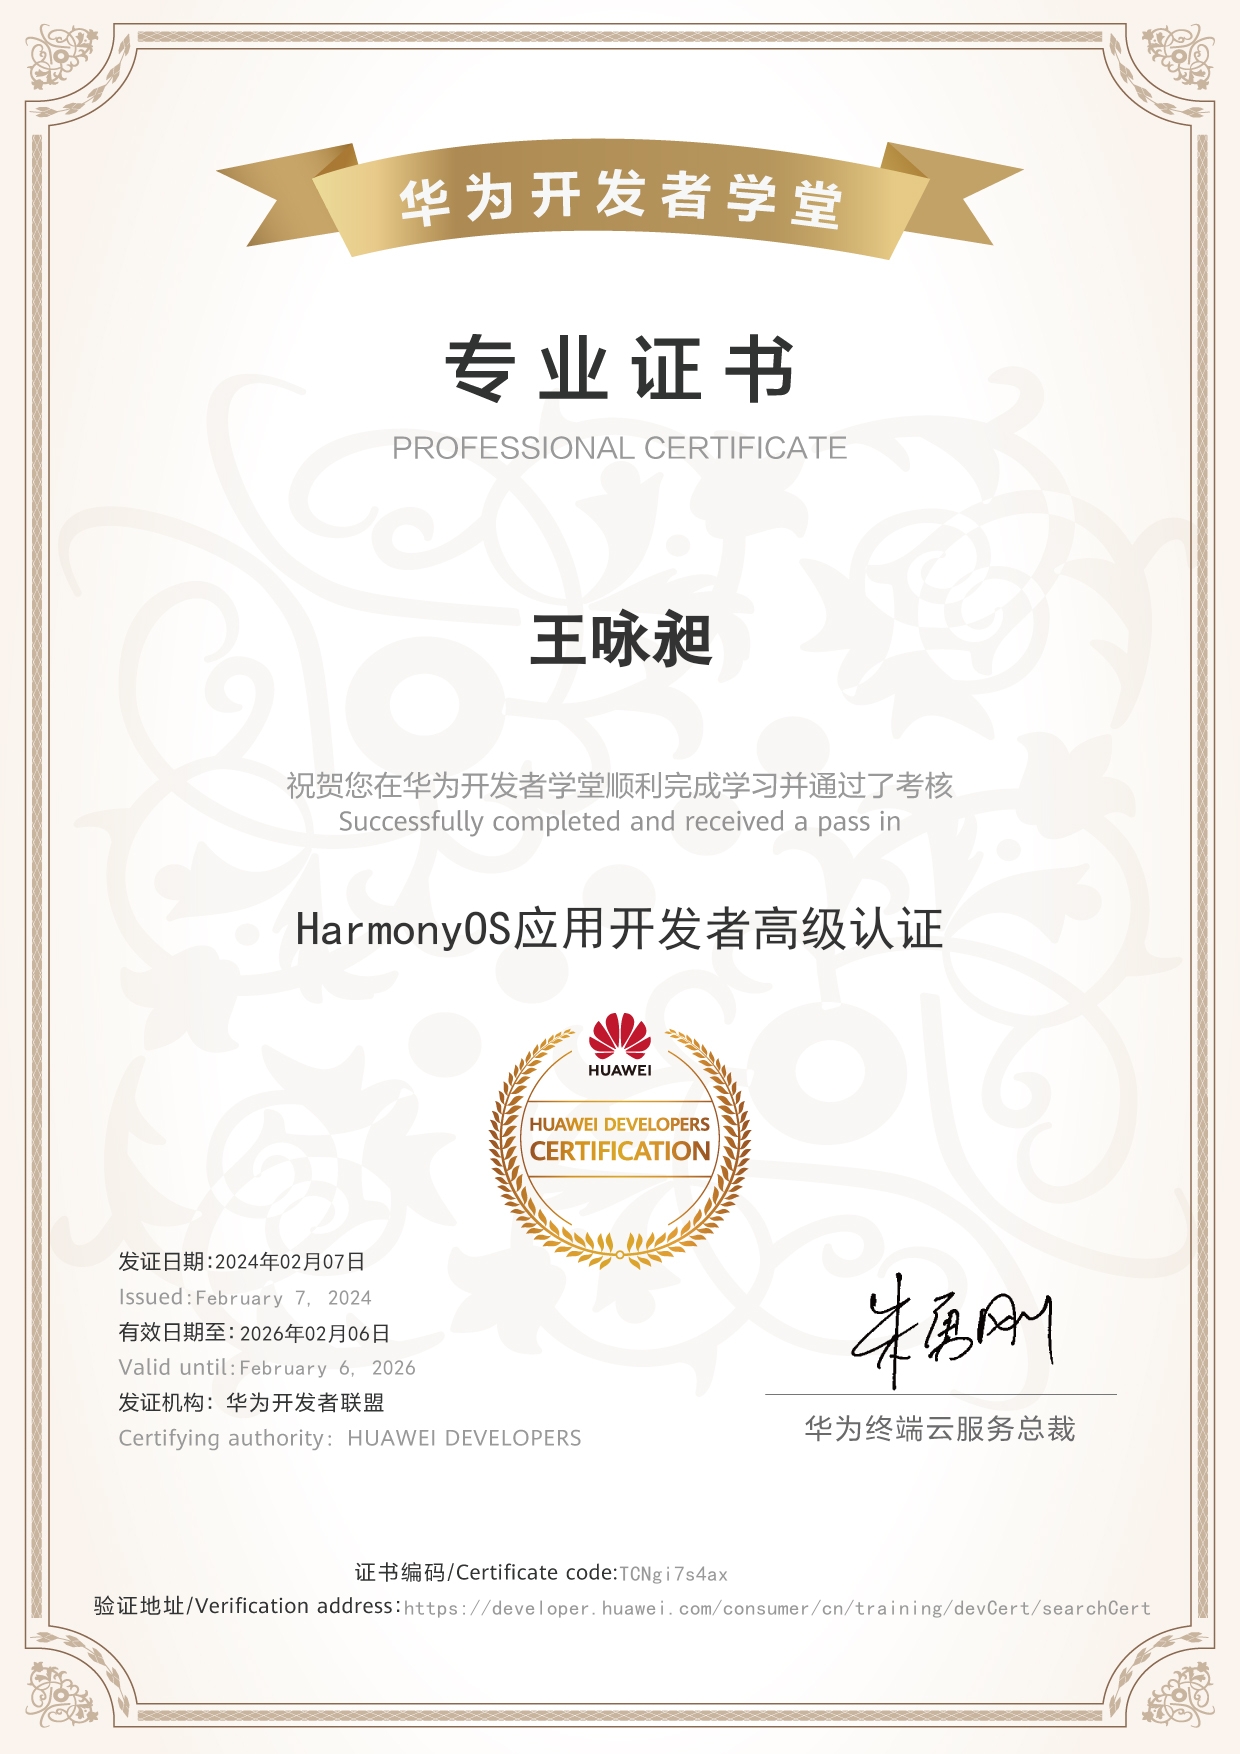 华为开发者学堂
专业证书
PROFESSIONAL CERTIFICATE
王咏昶
祝贺您在华为开发者学堂顺利完成学习并通过了考核
Successfully completed and received a pass in
HarmonyOS应用开发者高级认证
HUAWEI
HUAWEI DEVELOPERS
CERTIFICATION
发证日期:2024年02月07日
Issued:February 7, 2024
有效日期至:2026年02月06日
Valid until:February 6, 2026
发证机构：华为开发者联盟
Certifying authority：HUAWEI DEVELOPERS
朱勇刚
华为终端云服务总裁
证书编码/Certificate code:TCNgi7s4ax
验证地址/Verification address:https://developer.huawei.com/consumer/cn/training/devCert/searchCert